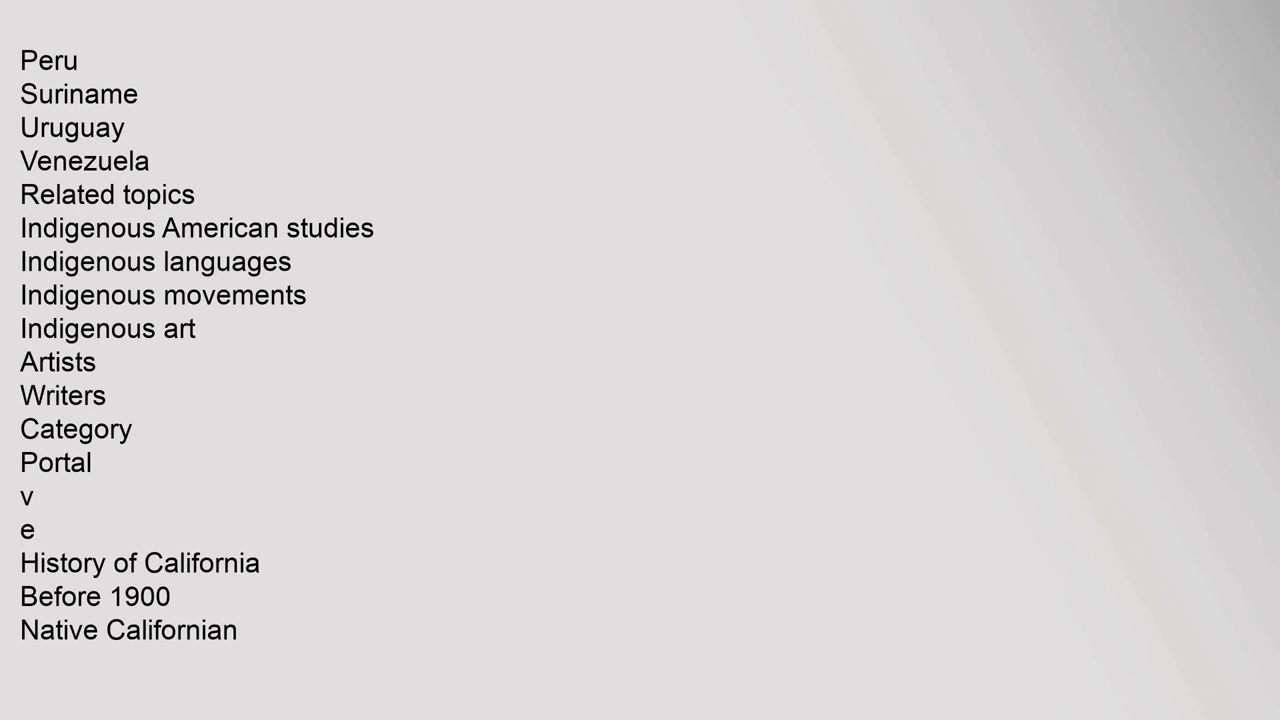 Peru
Suriname
Uruguay
Venezuela
Related topics
Indigenous American studies
Indigenous languages
Indigenous movements
Indigenous art
Artists
Writers
Category
Portal
v
e
History of California
Before 1900
Native Californian